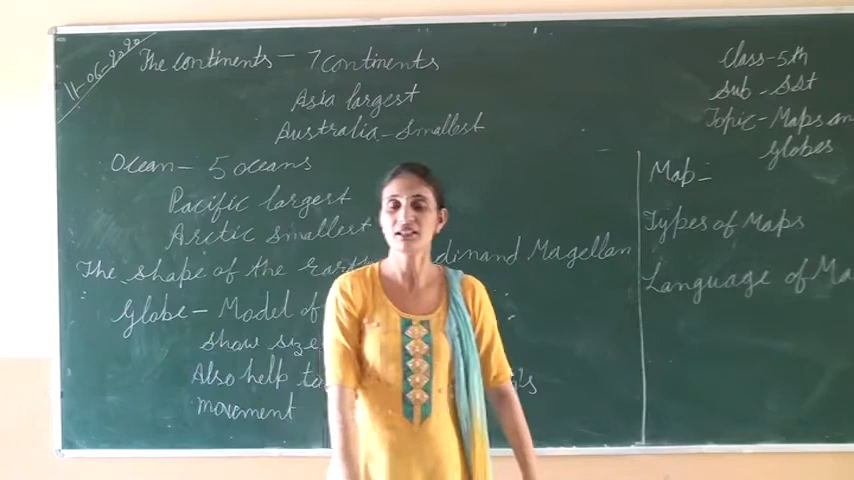 11-06-2020
The continents - 7 continents
Asia largest
Australia - Smallest
Ocean - 5 oceans
Pacific largest
Arctic smallest
The shape of the Earth dinand Magellan
Globe - Model of
show size
Also help to
movement
Class - 5th
Sub - SSt
Topic - Maps an
Globes
Map -
Types of Maps
Language of Ma